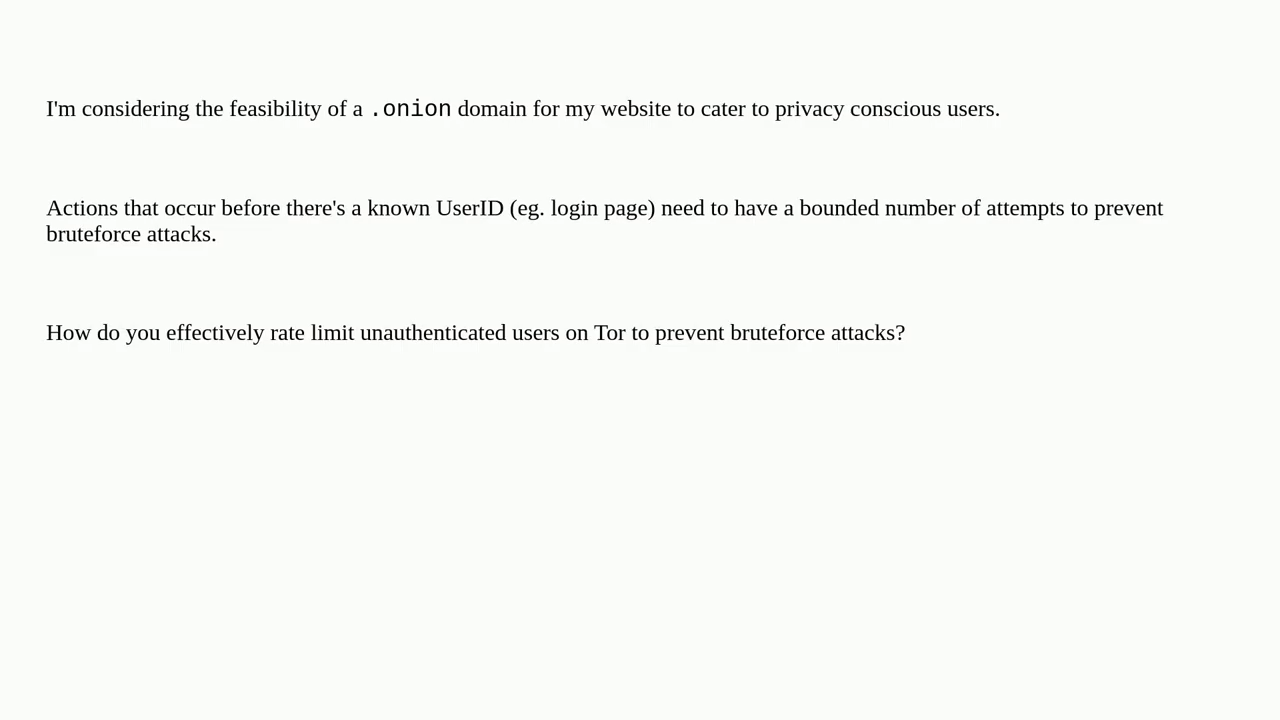 I'm considering the feasibility of a .onion domain for my website to cater to privacy conscious users.
Actions that occur before there's a known UserID (eg. login page) need to have a bounded number of attempts to prevent
bruteforce attacks.
How do you effectively rate limit unauthenticated users on Tor to prevent bruteforce attacks?